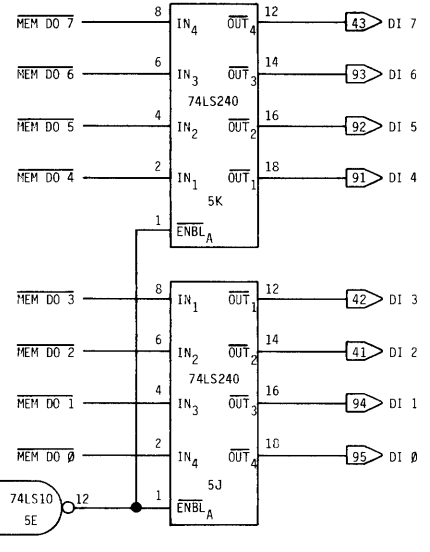 MEM DO 7 8 IN4 OUT4 12 43 DI 7
MEM DO 6 6 IN3 OUT3 14 93 DI 6
74LS240
MEM DO 5 4 IN2 OUT2 16 92 DI 5
MEM DO 4 2 IN1 OUT1 18 91 DI 4
5K
1 ENBLA
MEM DO 3 8 IN1 OUT1 12 42 DI 3
MEM DO 2 6 IN2 OUT2 14 41 DI 2
74LS240
MEM DO 1 4 IN3 OUT3 16 94 DI 1
MEM DO Ø 2 IN4 OUT4 18 95 DI Ø
5J
74LS10 12 1 ENBLA
5E